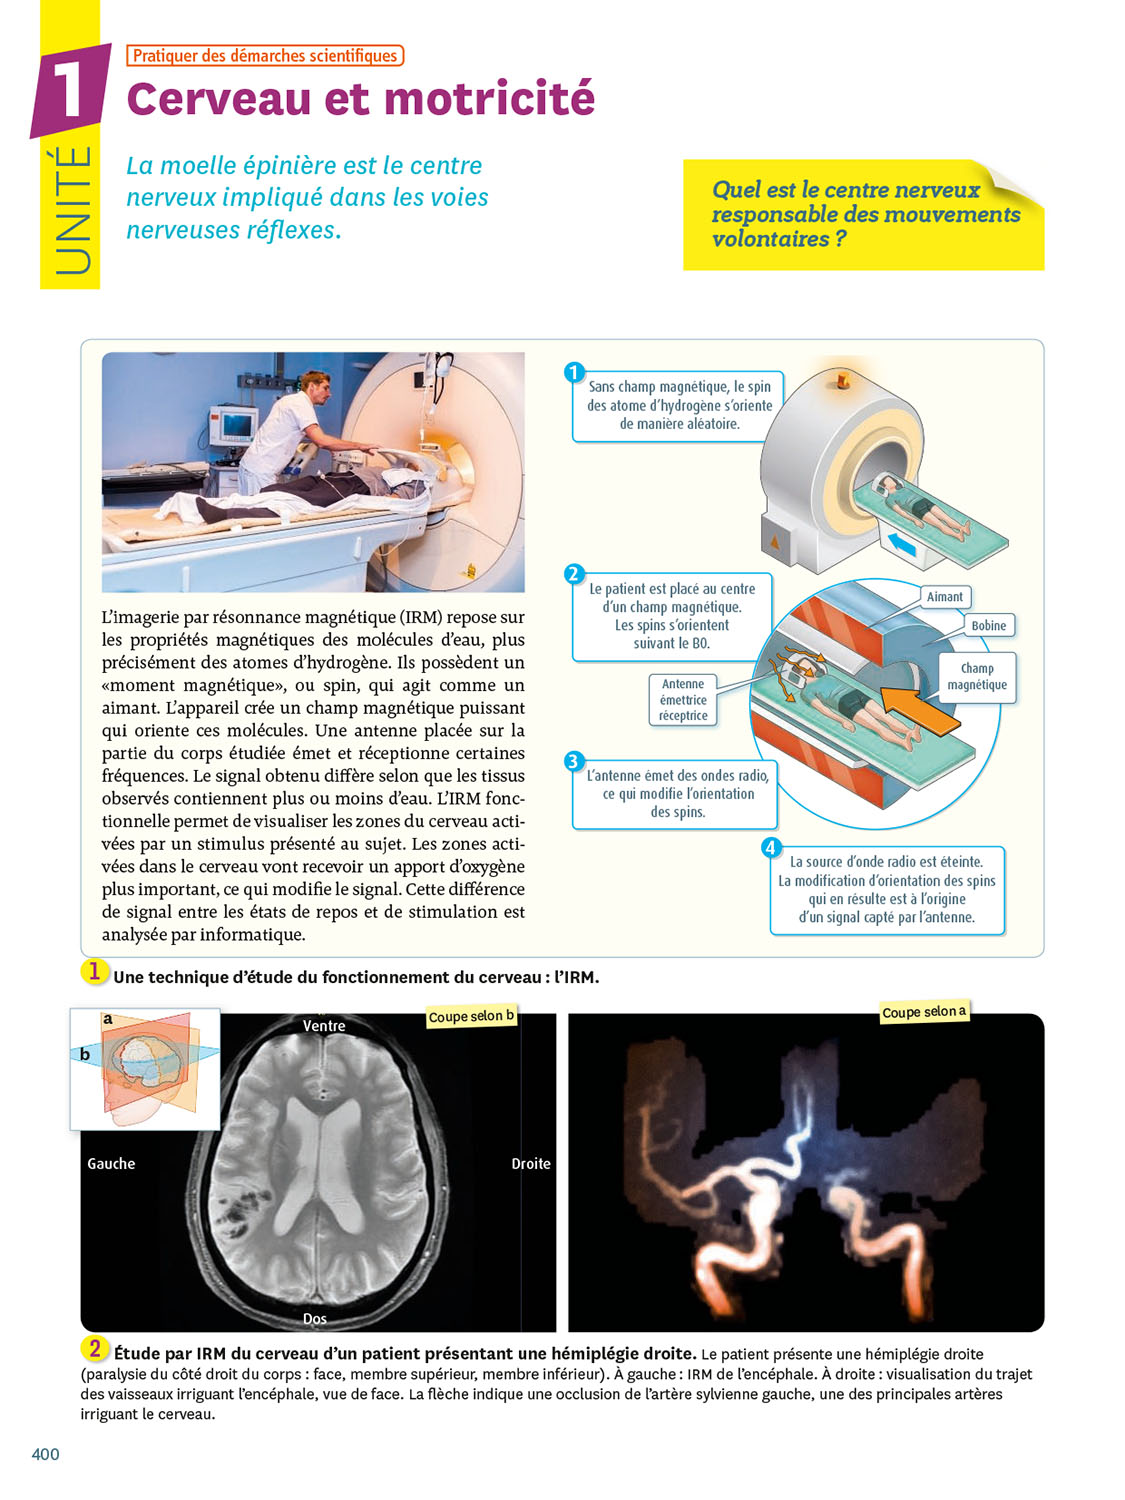 Pratiquer des démarches scientifiques
1
Cerveau et motricité
UNITÉ
La moelle épinière est le centre
nerveux impliqué dans les voies
nerveuses réflexes.
Quel est le centre nerveux
responsable des mouvements
volontaires ?
L'imagerie par résonnance magnétique (IRM) repose sur
les propriétés magnétiques des molécules d'eau, plus
précisément des atomes d'hydrogène. Ils possèdent un
«moment magnétique», ou spin, qui agit comme un
aimant. L'appareil crée un champ magnétique puissant
qui oriente ces molécules. Une antenne placée sur la
partie du corps étudiée émet et réceptionne certaines
fréquences. Le signal obtenu diffère selon que les tissus
observés contiennent plus ou moins d'eau. L'IRM fonc-
tionnelle permet de visualiser les zones du cerveau acti-
vées par un stimulus présenté au sujet. Les zones acti-
vées dans le cerveau vont recevoir un apport d'oxygène
plus important, ce qui modifie le signal. Cette différence
de signal entre les états de repos et de stimulation est
analysée par informatique.
1
Sans champ magnétique, le spin
des atome d'hydrogène s'oriente
de manière aléatoire.
2
Le patient est placé au centre
d'un champ magnétique.
Les spins s'orientent
suivant le B0.
Aimant
Bobine
Champ
magnétique
Antenne
émettrice
réceptrice
3
L'antenne émet des ondes radio,
ce qui modifie l'orientation
des spins.
4
La source d'onde radio est éteinte.
La modification d'orientation des spins
qui en résulte est à l'origine
d'un signal capté par l'antenne.
1 Une technique d'étude du fonctionnement du cerveau : l'IRM.
a
b
Ventre
Coupe selon b
Gauche
Droite
Dos
Coupe selon a
2 Étude par IRM du cerveau d'un patient présentant une hémiplégie droite. Le patient présente une hémiplégie droite
(paralysie du côté droit du corps : face, membre supérieur, membre inférieur). À gauche : IRM de l'encéphale. À droite : visualisation du trajet
des vaisseaux irriguant l'encéphale, vue de face. La flèche indique une occlusion de l'artère sylvienne gauche, une des principales artères
irriguant le cerveau.
400